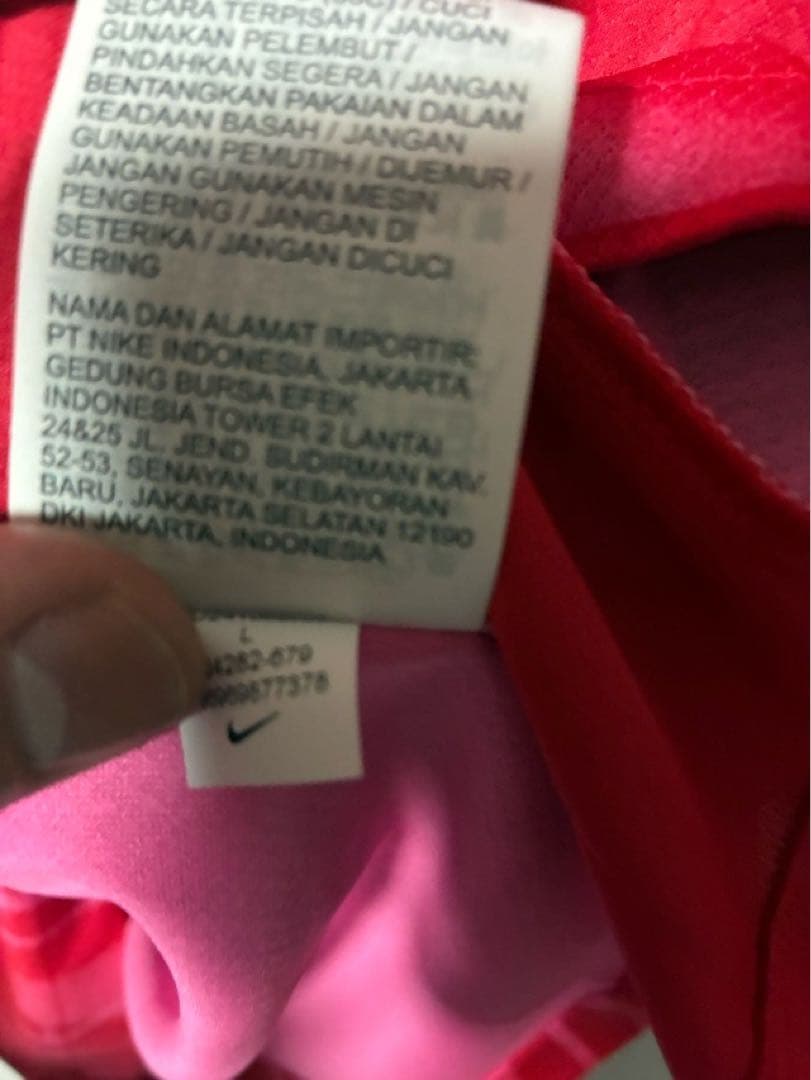 CUCI
SECARA TERPISAH / JANGAN
GUNAKAN PELEMBUT /
PINDAHKAN SEGERA / JANGAN
BENTANGKAN PAKAIAN DALAM
KEADAAN BASAH / JANGAN
GUNAKAN PEMUTIH / DIJEMUR /
JANGAN GUNAKAN MESIN
PENGERING / JANGAN DI
SETERIKA / JANGAN DICUCI
KERING
NAMA DAN ALAMAT IMPORTIR:
PT NIKE INDONESIA, JAKARTA
GEDUNG BURSA EFEK
INDONESIA TOWER 2 LANTAI
24&25 JL. JEND. SUDIRMAN KAV.
52-53, SENAYAN, KEBAYORAN
BARU, JAKARTA SELATAN 12190
DKI JAKARTA, INDONESIA
L
4282-679